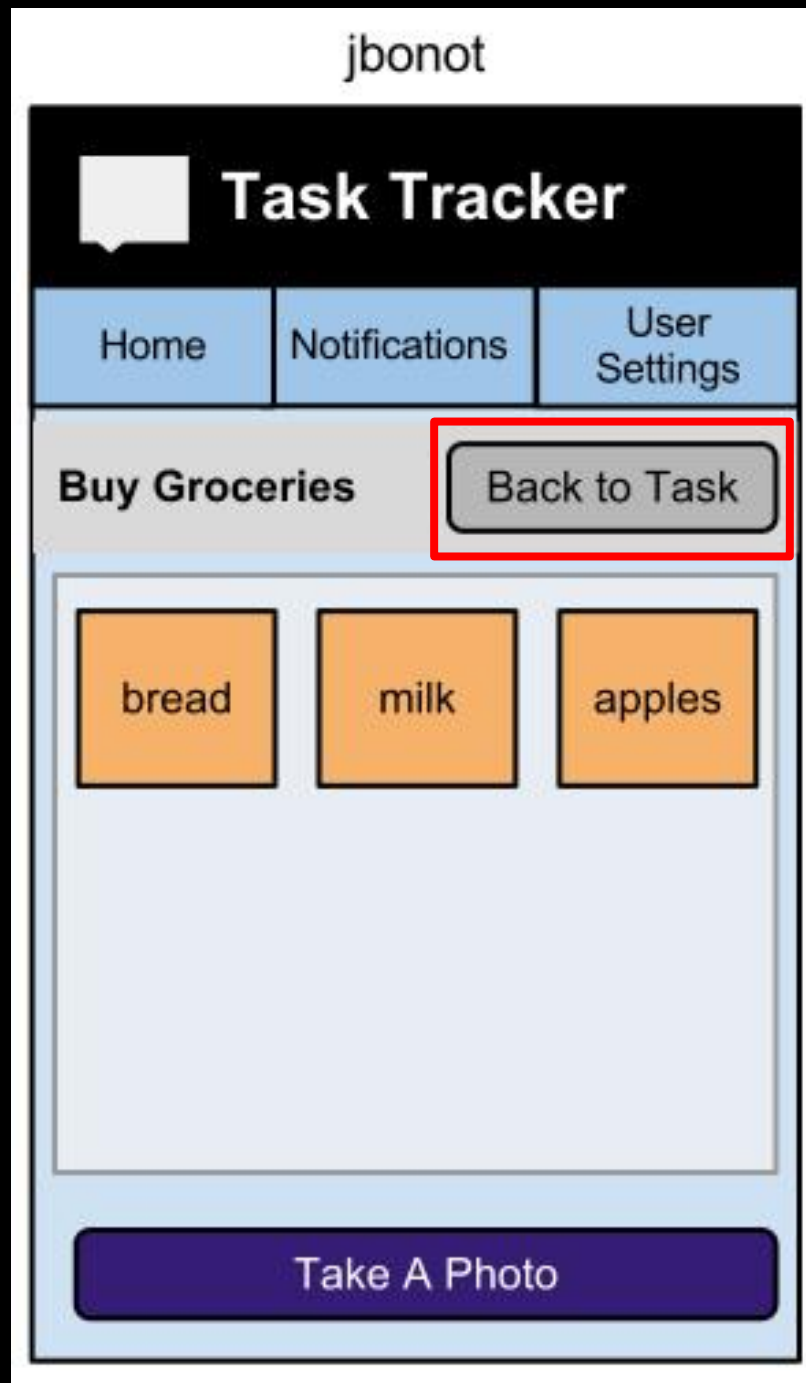 jbonot
Task Tracker
Home
Notifications
User
Settings
Buy Groceries
Back to Task
bread
milk
apples
Take A Photo